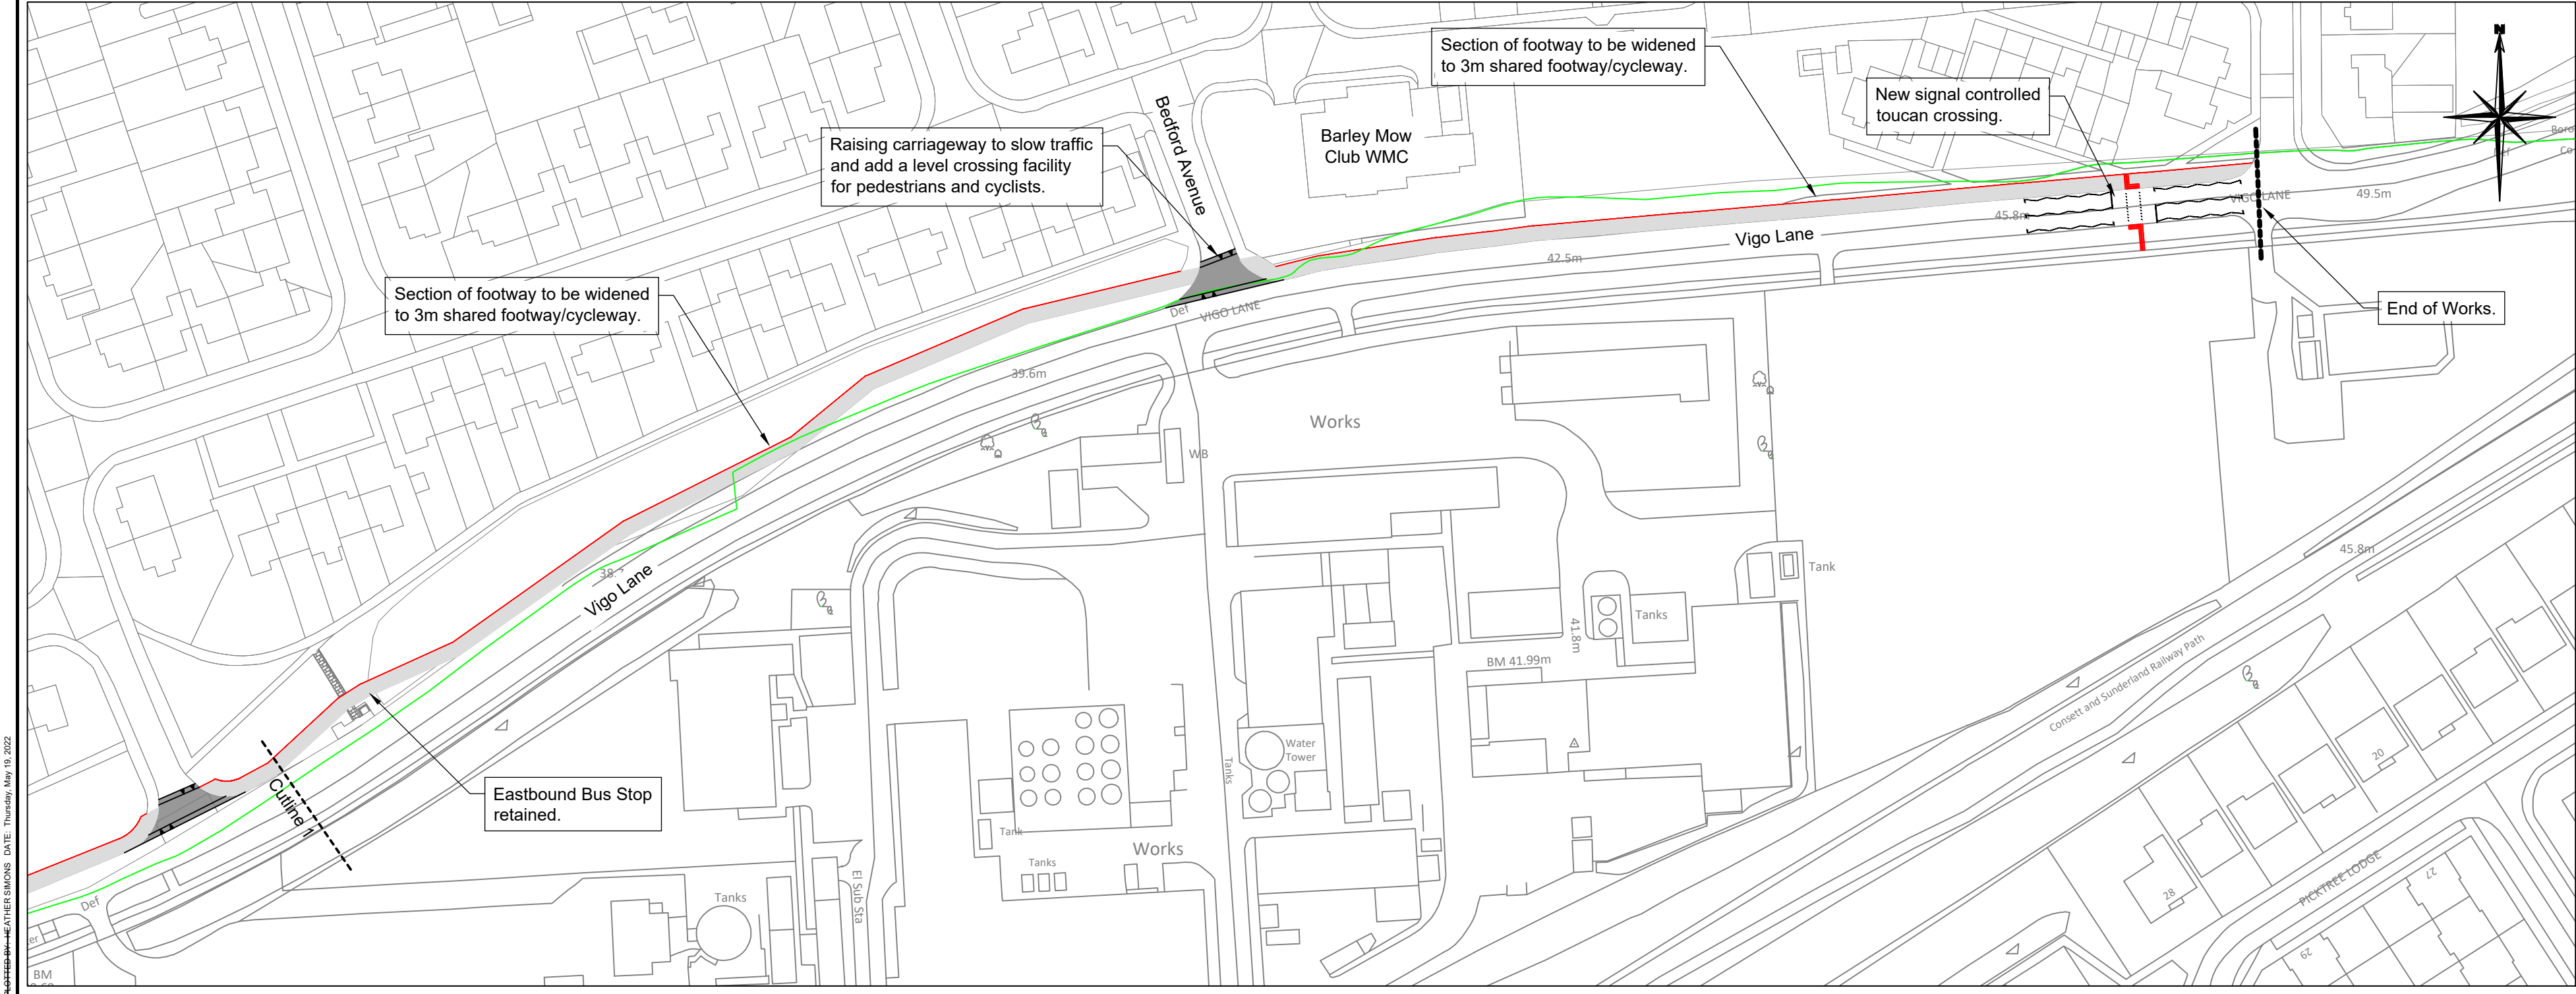 Section of footway to be widened
to 3m shared footway/cycleway.
New signal controlled
toucan crossing.
N
Raising carriageway to slow traffic
and add a level crossing facility
for pedestrians and cyclists.
Bedford Avenue
Barley Mow
Club WMC
VIGO LANE
49.5m
45.8m
Vigo Lane
42.5m
Section of footway to be widened
to 3m shared footway/cycleway.
Def
VIGO LANE
End of Works.
39.6m
Works
WB
38.7
Vigo Lane
45.8m
Tank
Tanks
41.8m
BM 41.99m
Consett and Sunderland Railway Path
Water
Tower
Tanks
20
Eastbound Bus Stop
retained.
Cutline 1
Tank
Works
Tanks
El Sub Sta
Tanks
Def
28
PICKTREE LODGE
27
29
BM
PLOTTED BY: HEATHER SIMONS DATE: Thursday, May 19, 2022